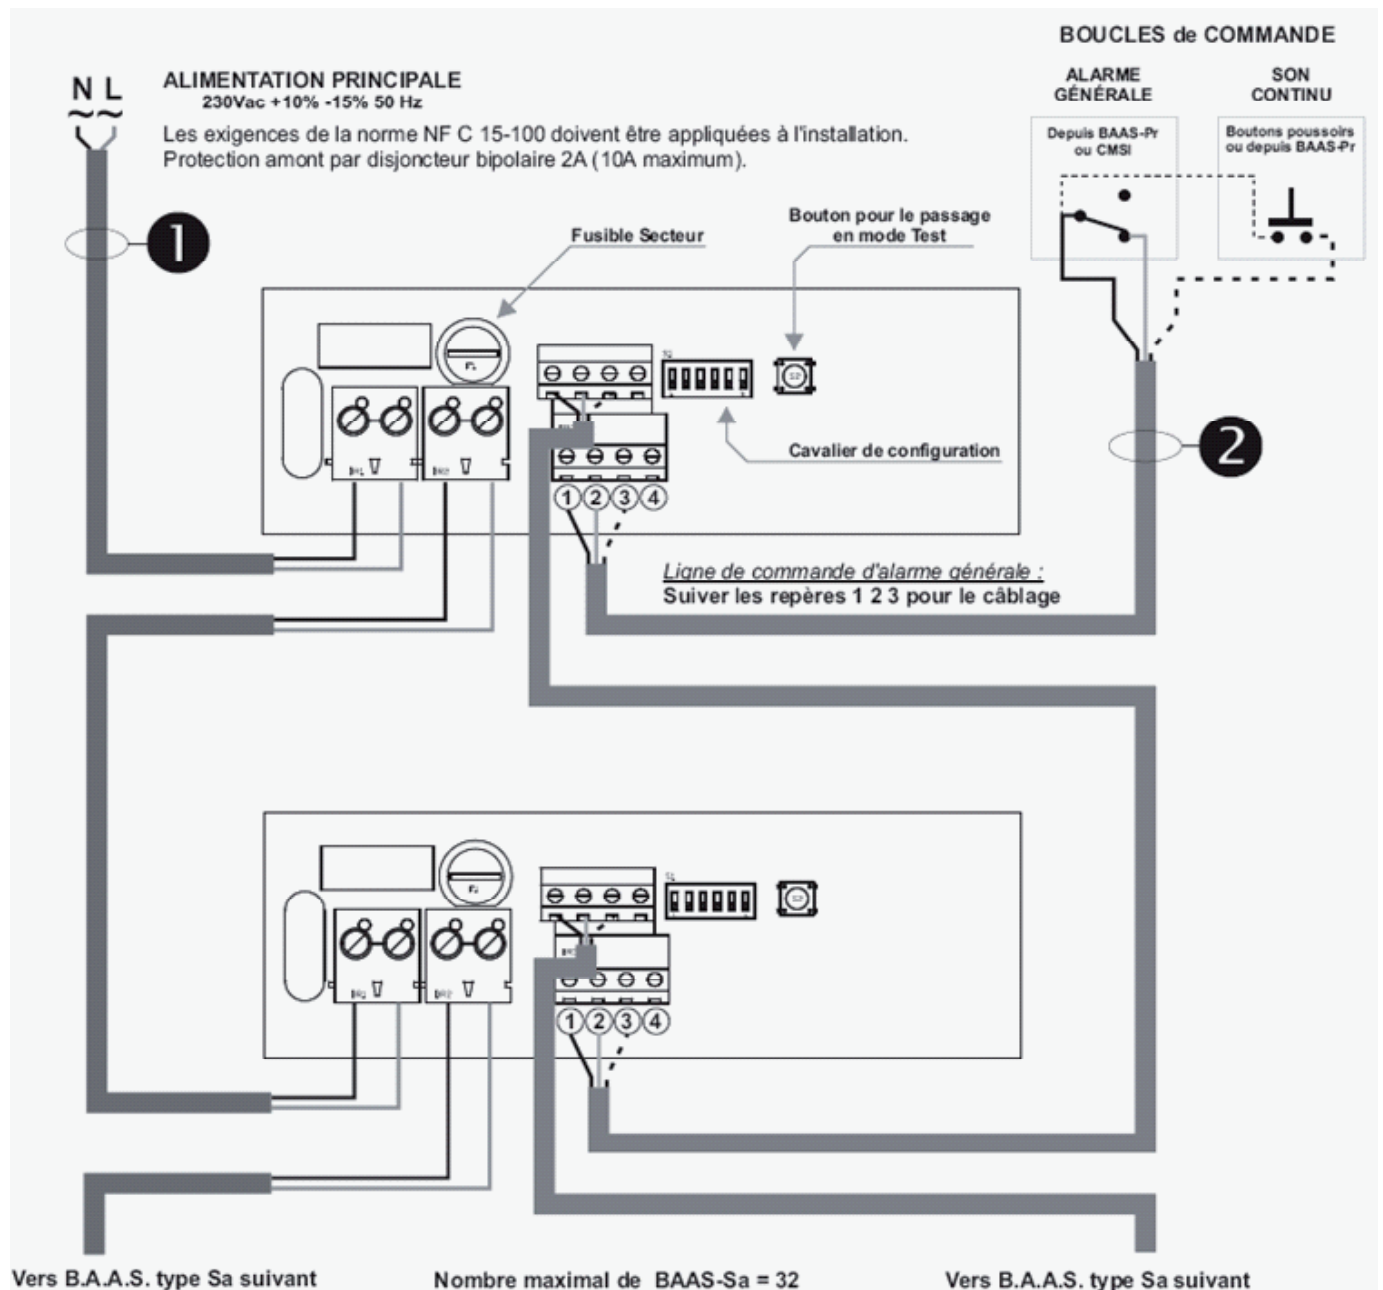 BOUCLES de COMMANDE
N L
ALIMENTATION PRINCIPALE
230Vac +10% -15% 50 Hz
Les exigences de la norme NF C 15-100 doivent être appliquées à l'installation.
Protection amont par disjoncteur bipolaire 2A (10A maximum).
ALARME
GÉNÉRALE
SON
CONTINU
Depuis BAAS-Pr
ou CMSI
Boutons poussoirs
ou depuis BAAS-Pr
1
Fusible Secteur
Bouton pour le passage
en mode Test
S2
Cavalier de configuration
2
1 2 3 4
Ligne de commande d'alarme générale :
Suiver les repères 1 2 3 pour le câblage
S2
1 2 3 4
Vers B.A.A.S. type Sa suivant
Nombre maximal de BAAS-Sa = 32
Vers B.A.A.S. type Sa suivant